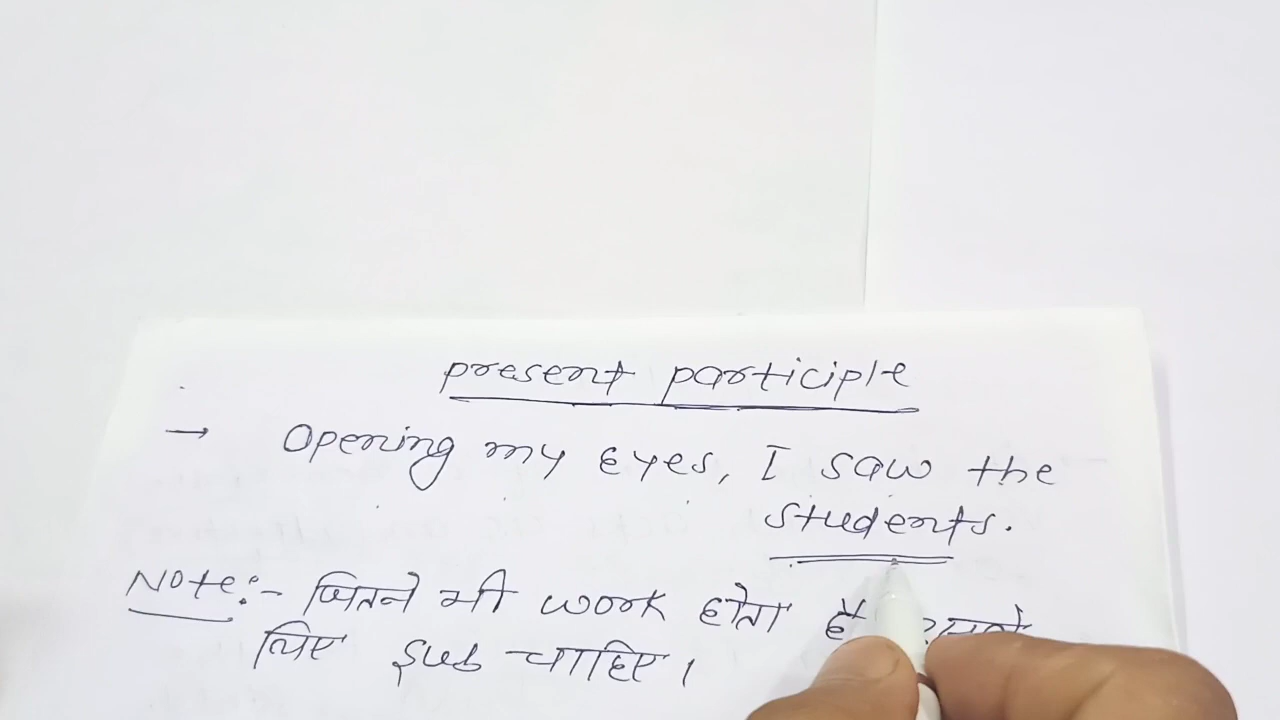 present participle
→ Opening my eyes, I saw the
students.
Note:- जितने भी work होता है
लिए sub चाहिए।